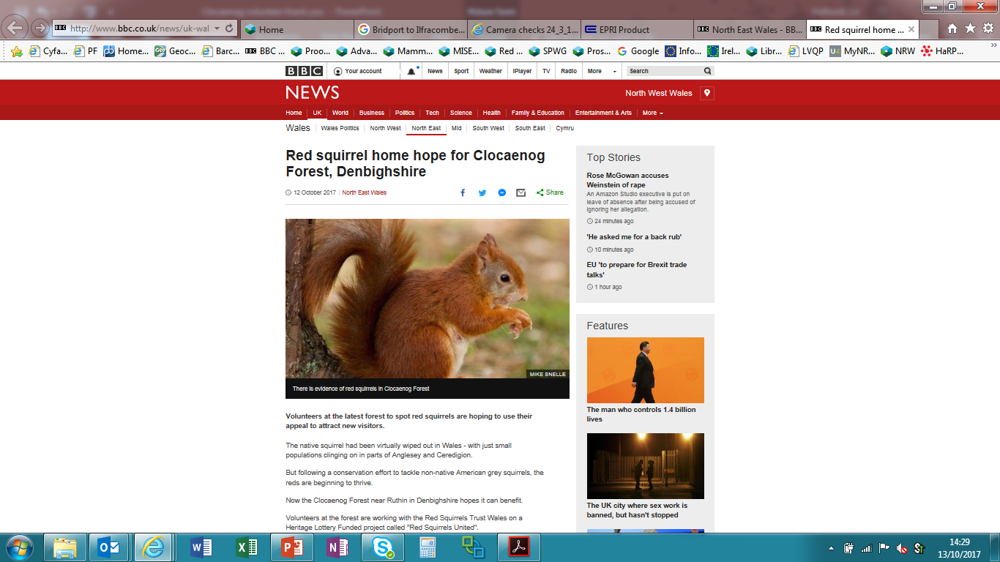 http://www.bbc.co.uk/news/uk-wal
Home
Bridport to Ilfracombe...
Camera checks 24_3_1...
EPRI Product
North East Wales - BB...
Red squirrel home ...
Cyfa...
PF
Home...
Geoc...
Barc...
BBC ...
Proo...
Adva...
Mamm...
MISE...
Red ...
SPWG
Pros...
Google
Info...
Irel...
Libr...
LVQP
MyNR...
NRW
HaRP...
BBC
Your account
News
Sport
Weather
iPlayer
TV
Radio
More
Search
NEWS
North West Wales
Home
UK
World
Business
Politics
Tech
Science
Health
Family & Education
Entertainment & Arts
More
Wales
Wales Politics
North West
North East
Mid
South West
South East
Cymru
Red squirrel home hope for Clocaenog
Forest, Denbighshire
12 October 2017
North East Wales
Share
MIKE SNELLE
There is evidence of red squirrels in Clocaenog Forest
Volunteers at the latest forest to spot red squirrels are hoping to use their
appeal to attract new visitors.
The native squirrel had been virtually wiped out in Wales - with just small
populations clinging on in parts of Anglesey and Ceredigion.
But following a conservation effort to tackle non-native American grey squirrels, the
reds are beginning to thrive.
Now the Clocaenog Forest near Ruthin in Denbighshire hopes it can benefit.
Volunteers at the forest are working with the Red Squirrels Trust Wales on a
Heritage Lottery Funded project called "Red Squirrels United".
Top Stories
Rose McGowan accuses
Weinstein of rape
An Amazon Studio executive is put on
leave of absence after being accused of
ignoring her allegation.
24 minutes ago
'He asked me for a back rub'
10 minutes ago
EU 'to prepare for Brexit trade
talks'
1 hour ago
Features
The man who controls 1.4 billion
lives
The UK city where sex work is
banned, but hasn't stopped
14:29
13/10/2017